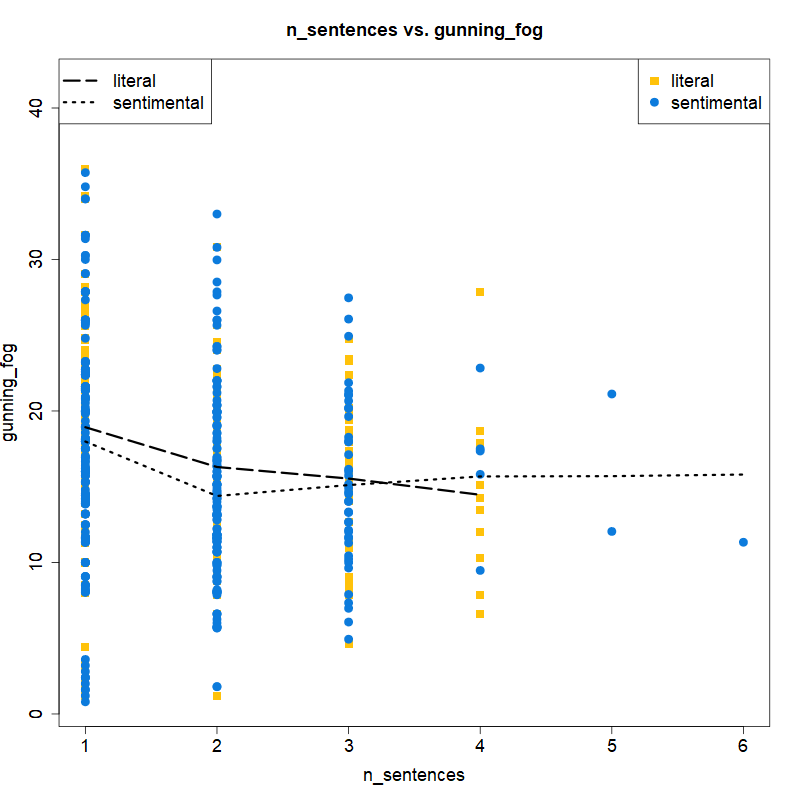 n_sentences vs. gunning_fog
literal
sentimental
literal
sentimental
40
30
20
10
0
gunning_fog
1 2 3 4 5 6
n_sentences